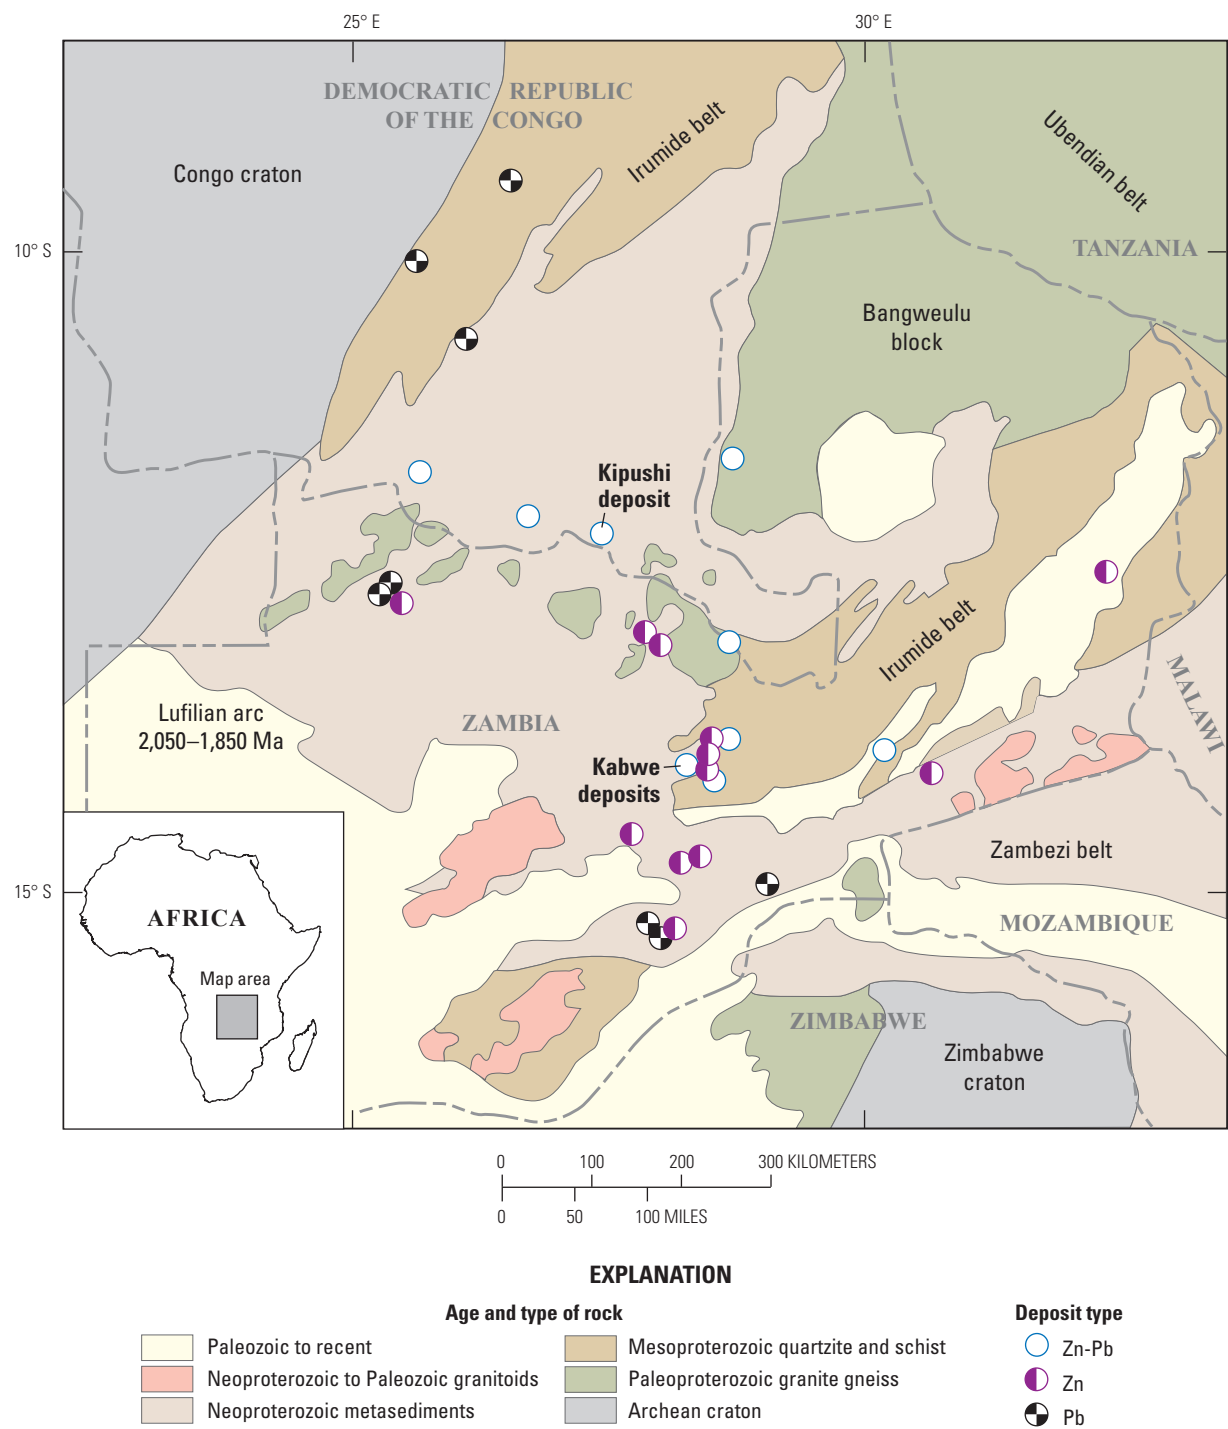 25° E
30° E
DEMOCRATIC REPUBLIC
OF THE CONGO
Irumide belt
Ubendian belt
Congo craton
10° S
TANZANIA
Bangweulu
block
Kipushi
deposit
Irumide belt
MALAWI
Lufilian arc
2,050–1,850 Ma
ZAMBIA
Kabwe
deposits
Zambezi belt
15° S
AFRICA
MOZAMBIQUE
Map area
ZIMBABWE
Zimbabwe
craton
0 100 200 300 KILOMETERS
0 50 100 MILES
EXPLANATION
Age and type of rock
Paleozoic to recent
Neoproterozoic to Paleozoic granitoids
Neoproterozoic metasediments
Mesoproterozoic quartzite and schist
Paleoproterozoic granite gneiss
Archean craton
Deposit type
Zn-Pb
Zn
Pb